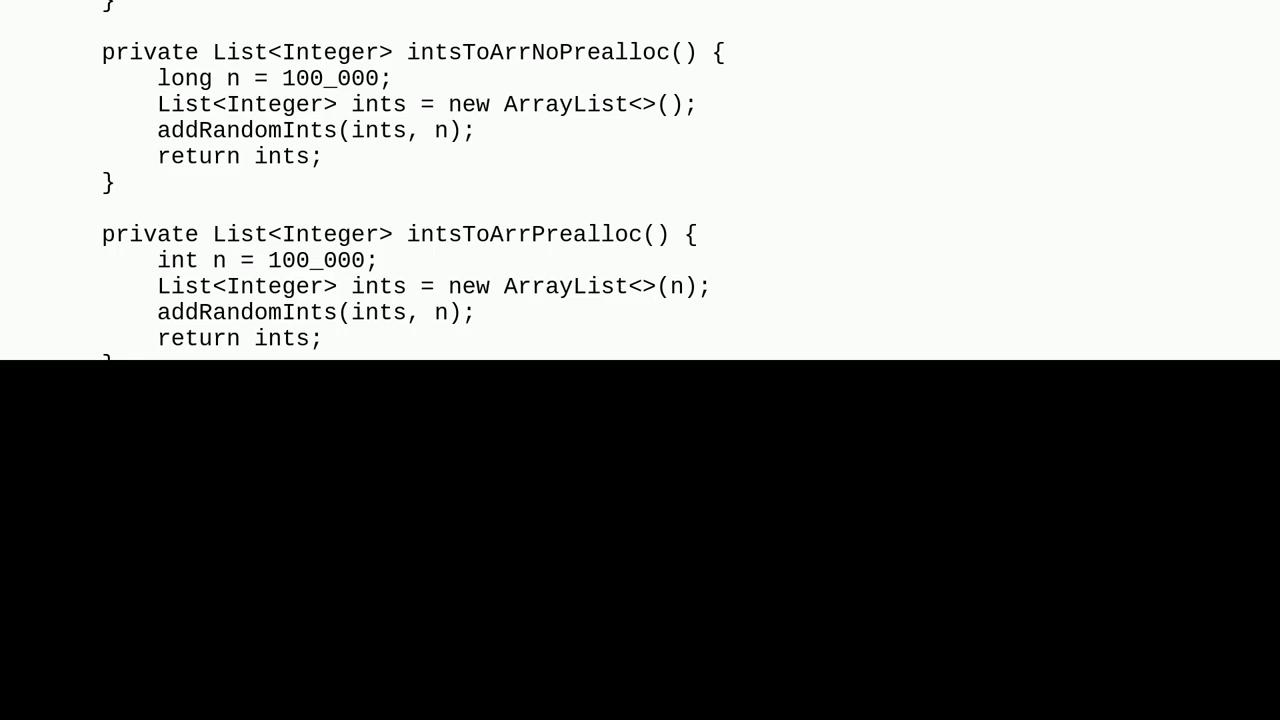 }
private List<Integer> intsToArrNoPrealloc() {
long n = 100_000;
List<Integer> ints = new ArrayList<>();
addRandomInts(ints, n);
return ints;
}
private List<Integer> intsToArrPrealloc() {
int n = 100_000;
List<Integer> ints = new ArrayList<>(n);
addRandomInts(ints, n);
return ints;
}